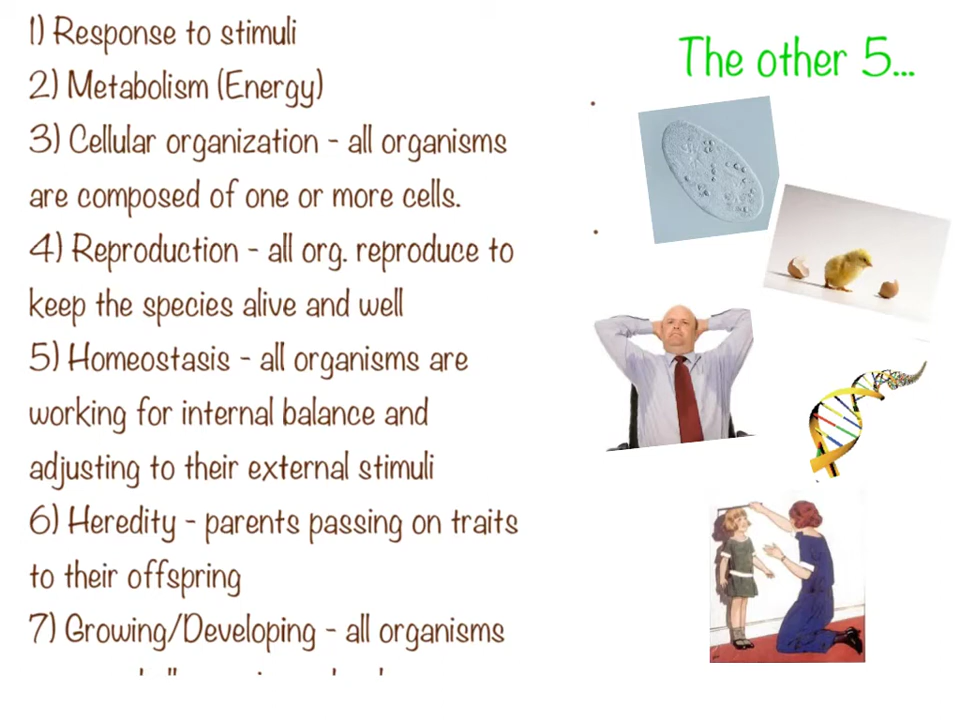 1) Response to stimuli
2) Metabolism (Energy)
3) Cellular organization - all organisms
are composed of one or more cells.
4) Reproduction - all org. reproduce to
keep the species alive and well
5) Homeostasis - all organisms are
working for internal balance and
adjusting to their external stimuli
6) Heredity - parents passing on traits
to their offspring
7) Growing/Developing - all organisms
The other 5...